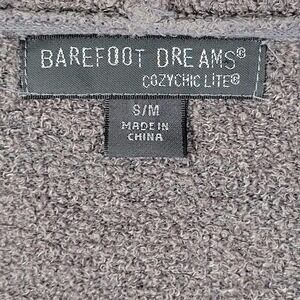 BAREFOOT DREAMS®
COZYCHIC LITE®
S/M
MADE IN
CHINA